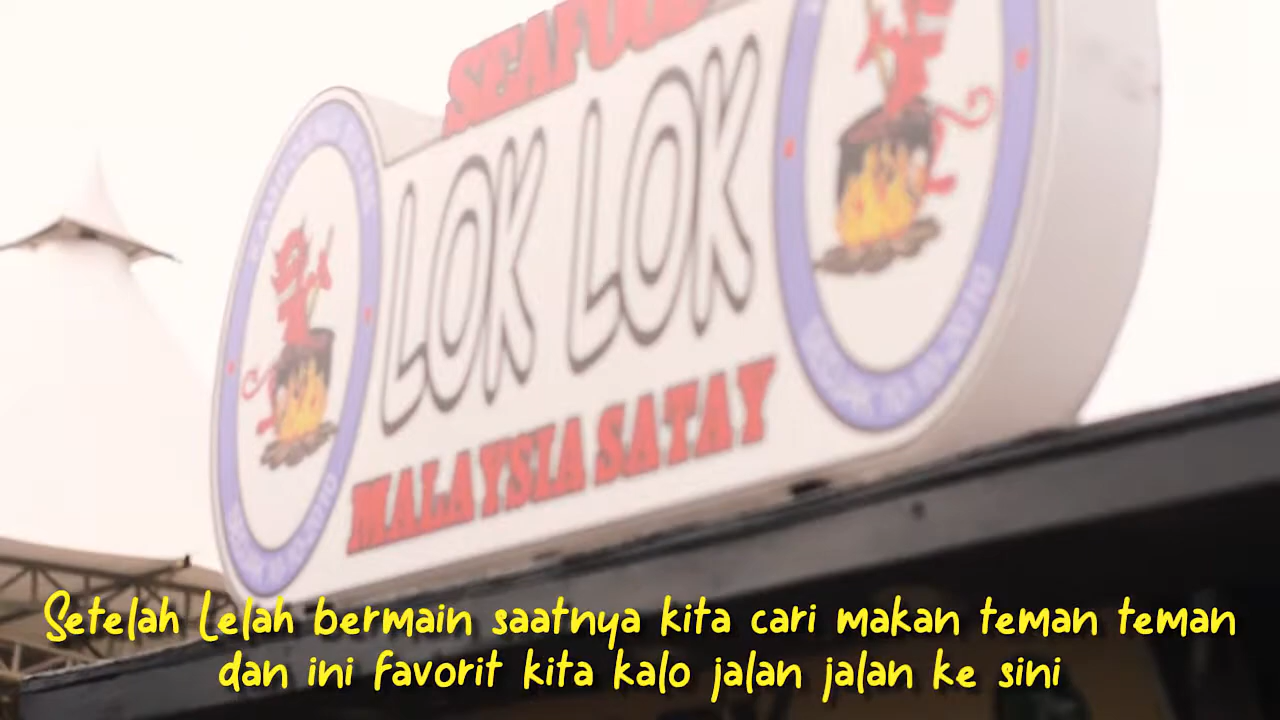 SEAFOOD
LOK LOK
MALAYSIA SATAY
Setelah Lelah bermain saatnya kita cari makan teman teman
dan ini favorit kita kalo jalan jalan ke sini